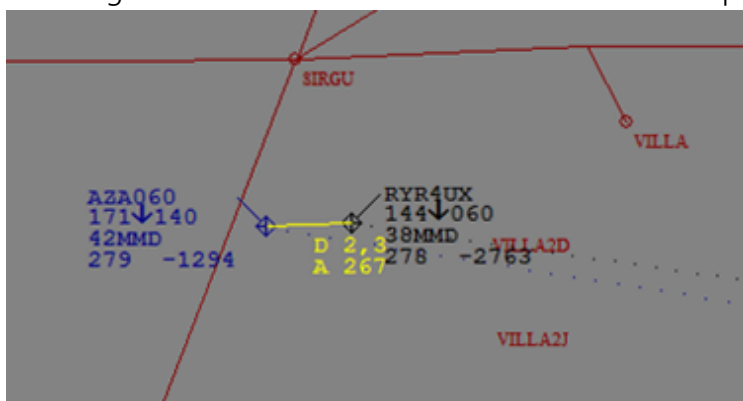 SIRGU
VILLA
AZA060
171↓140
42MMD
279 -1294
RYR4UX
144↓060
38MMD
278 -2763
D 2,3
A 267
VILLA2D
VILLA2J